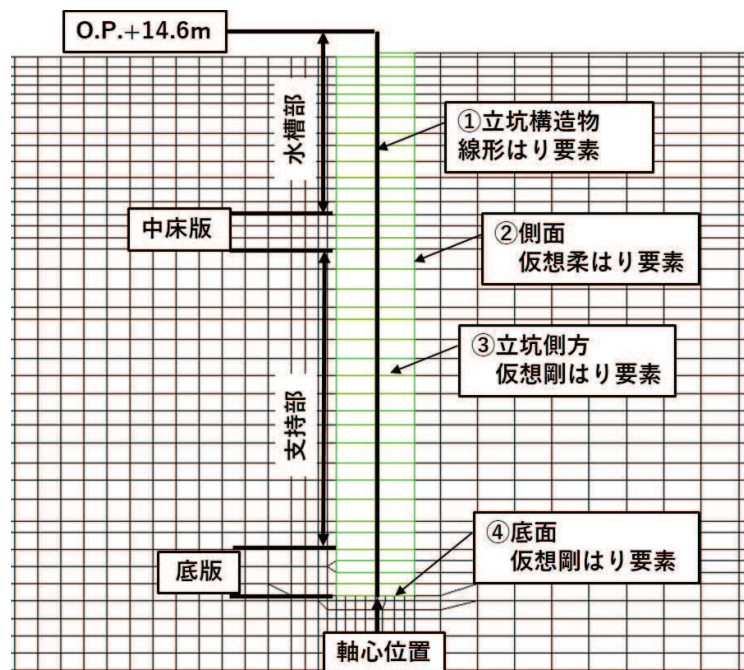 O.P.+14.6m
水槽部
①立坑構造物
線形はり要素
中床版
②側面
仮想柔はり要素
③立坑側方
仮想剛はり要素
支持部
④底面
仮想剛はり要素
底版
軸心位置